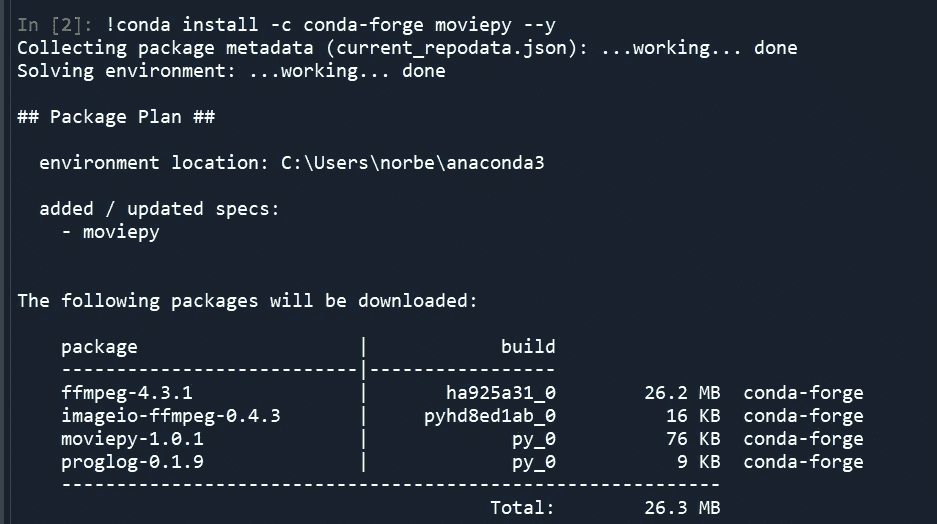 In [2]: !conda install -c conda-forge moviepy --y
Collecting package metadata (current_repodata.json): ...working... done
Solving environment: ...working... done
## Package Plan ##
environment location: C:\Users\norbe\anaconda3
added / updated specs:
- moviepy
The following packages will be downloaded:
package | build
---------------------------|-----------------
ffmpeg-4.3.1 | ha925a31_0 26.2 MB conda-forge
imageio-ffmpeg-0.4.3 | pyhd8ed1ab_0 16 KB conda-forge
moviepy-1.0.1 | py_0 76 KB conda-forge
proglog-0.1.9 | py_0 9 KB conda-forge
------------------------------------------------------------
Total: 26.3 MB